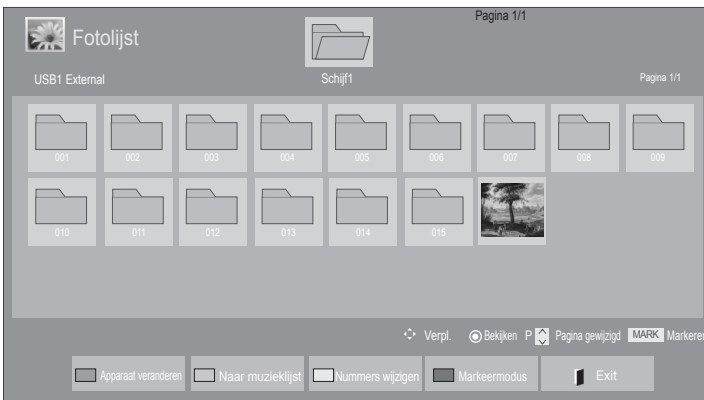 Pagina 1/1
Fotolijst
USB1 External
Schijf1
Pagina 1/1
001 002 003 004 005 006 007 008 009
010 011 012 013 014 015
Verpl. Bekijken P Pagina gewijzigd MARK Markeren
Apparaat veranderen Naar muzieklijst Nummers wijzigen Markeermodus Exit